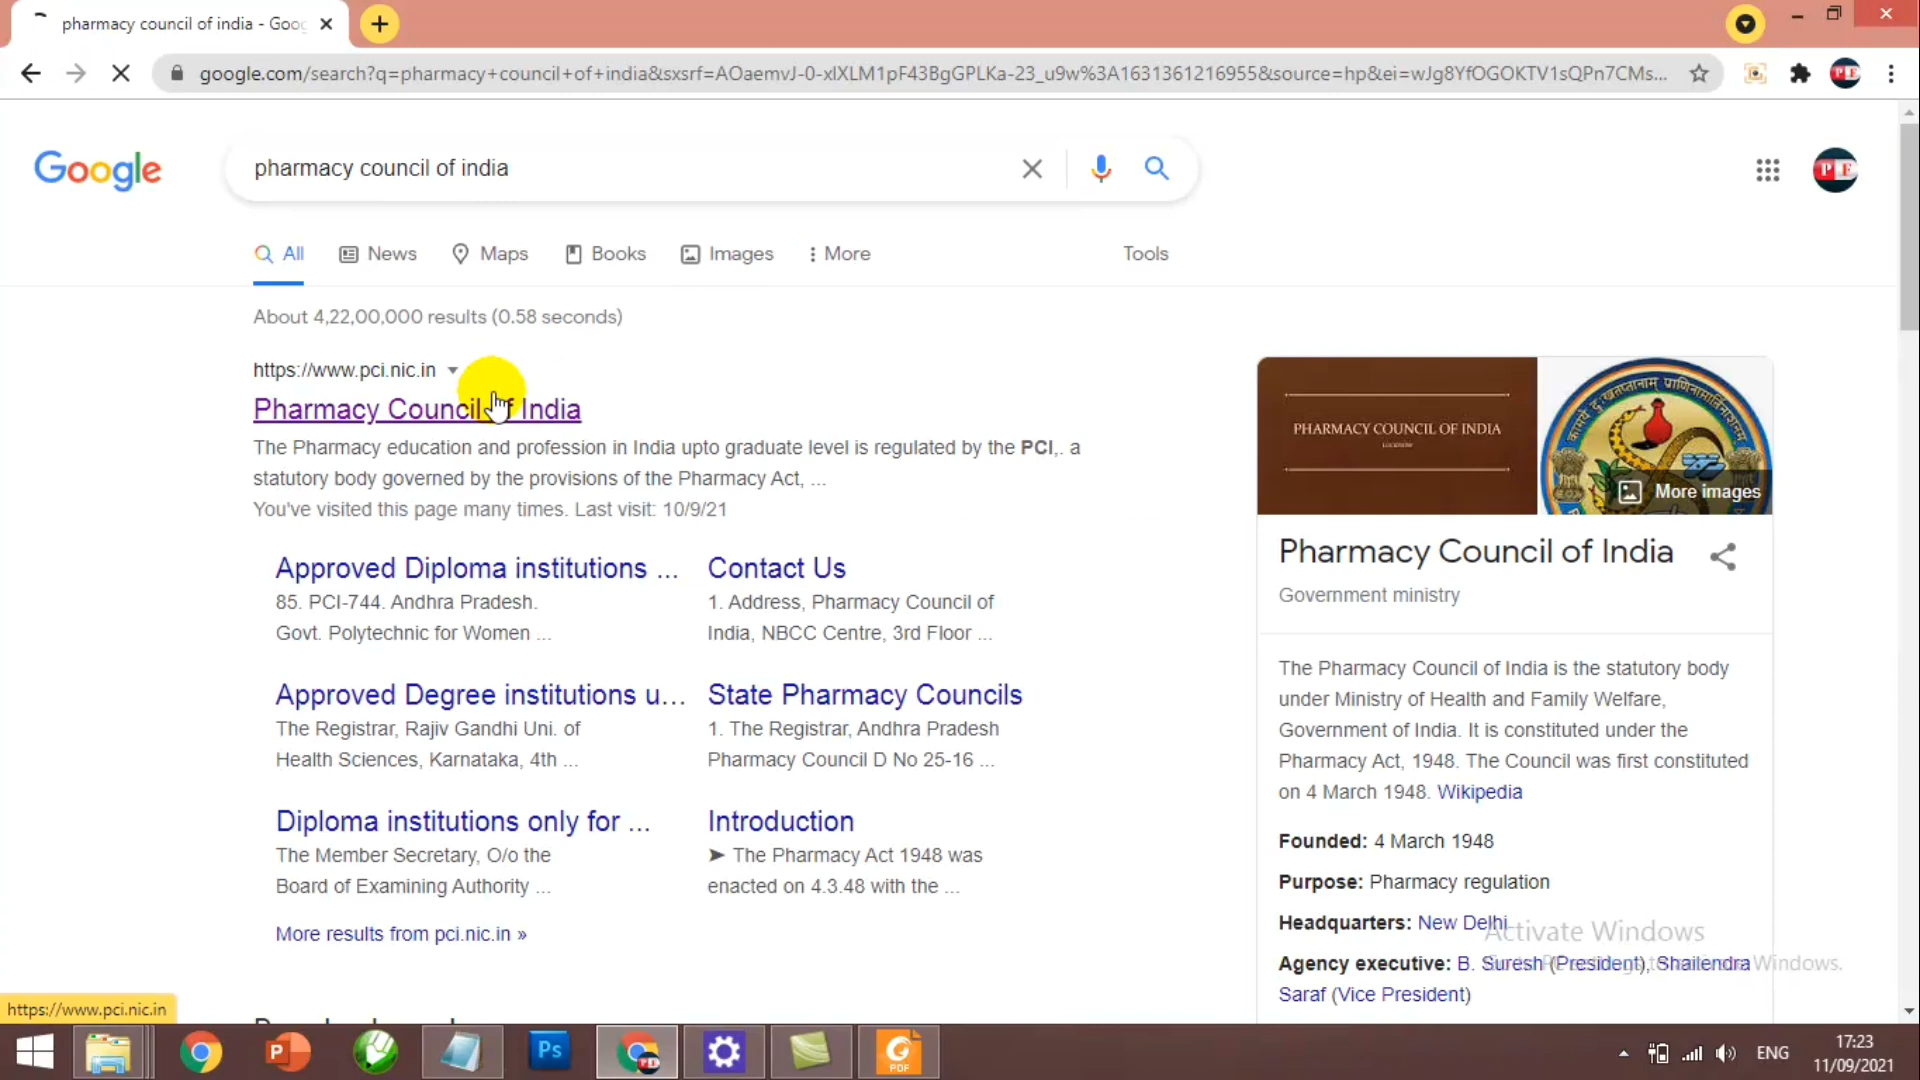 pharmacy council of india - Goo
google.com/search?q=pharmacy+council+of+india&sxsrf=AOaemvJ-0-xIXLM1pF43BgGPLKa-23_u9w%3A1631361216955&source=hp&ei=wJg8YfOGOKTV1sQPn7CMs...
PE
Google
pharmacy council of india
PE
All
News
Maps
Books
Images
More
Tools
About 4,22,00,000 results (0.58 seconds)
https://www.pci.nic.in
Pharmacy Council of India
The Pharmacy education and profession in India upto graduate level is regulated by the PCI,. a
statutory body governed by the provisions of the Pharmacy Act, ...
You've visited this page many times. Last visit: 10/9/21
Approved Diploma institutions ...
85. PCI-744. Andhra Pradesh.
Govt. Polytechnic for Women ...
Contact Us
1. Address, Pharmacy Council of
India, NBCC Centre, 3rd Floor ...
Approved Degree institutions u...
The Registrar, Rajiv Gandhi Uni. of
Health Sciences, Karnataka, 4th ...
State Pharmacy Councils
1. The Registrar, Andhra Pradesh
Pharmacy Council D No 25-16 ...
Diploma institutions only for ...
The Member Secretary, O/o the
Board of Examining Authority ...
Introduction
➤ The Pharmacy Act 1948 was
enacted on 4.3.48 with the ...
More results from pci.nic.in »
PHARMACY COUNCIL OF INDIA
More images
Pharmacy Council of India
Government ministry
The Pharmacy Council of India is the statutory body
under Ministry of Health and Family Welfare,
Government of India. It is constituted under the
Pharmacy Act, 1948. The Council was first constituted
on 4 March 1948. Wikipedia
Founded: 4 March 1948
Purpose: Pharmacy regulation
Headquarters: New Delhi
Activate Windows
Agency executive: B. Suresh (President), Shailendra
Saraf (Vice President)
Go to PC settings to activate Windows.
https://www.pci.nic.in
Ps
PDF
ENG
17:23
11/09/2021